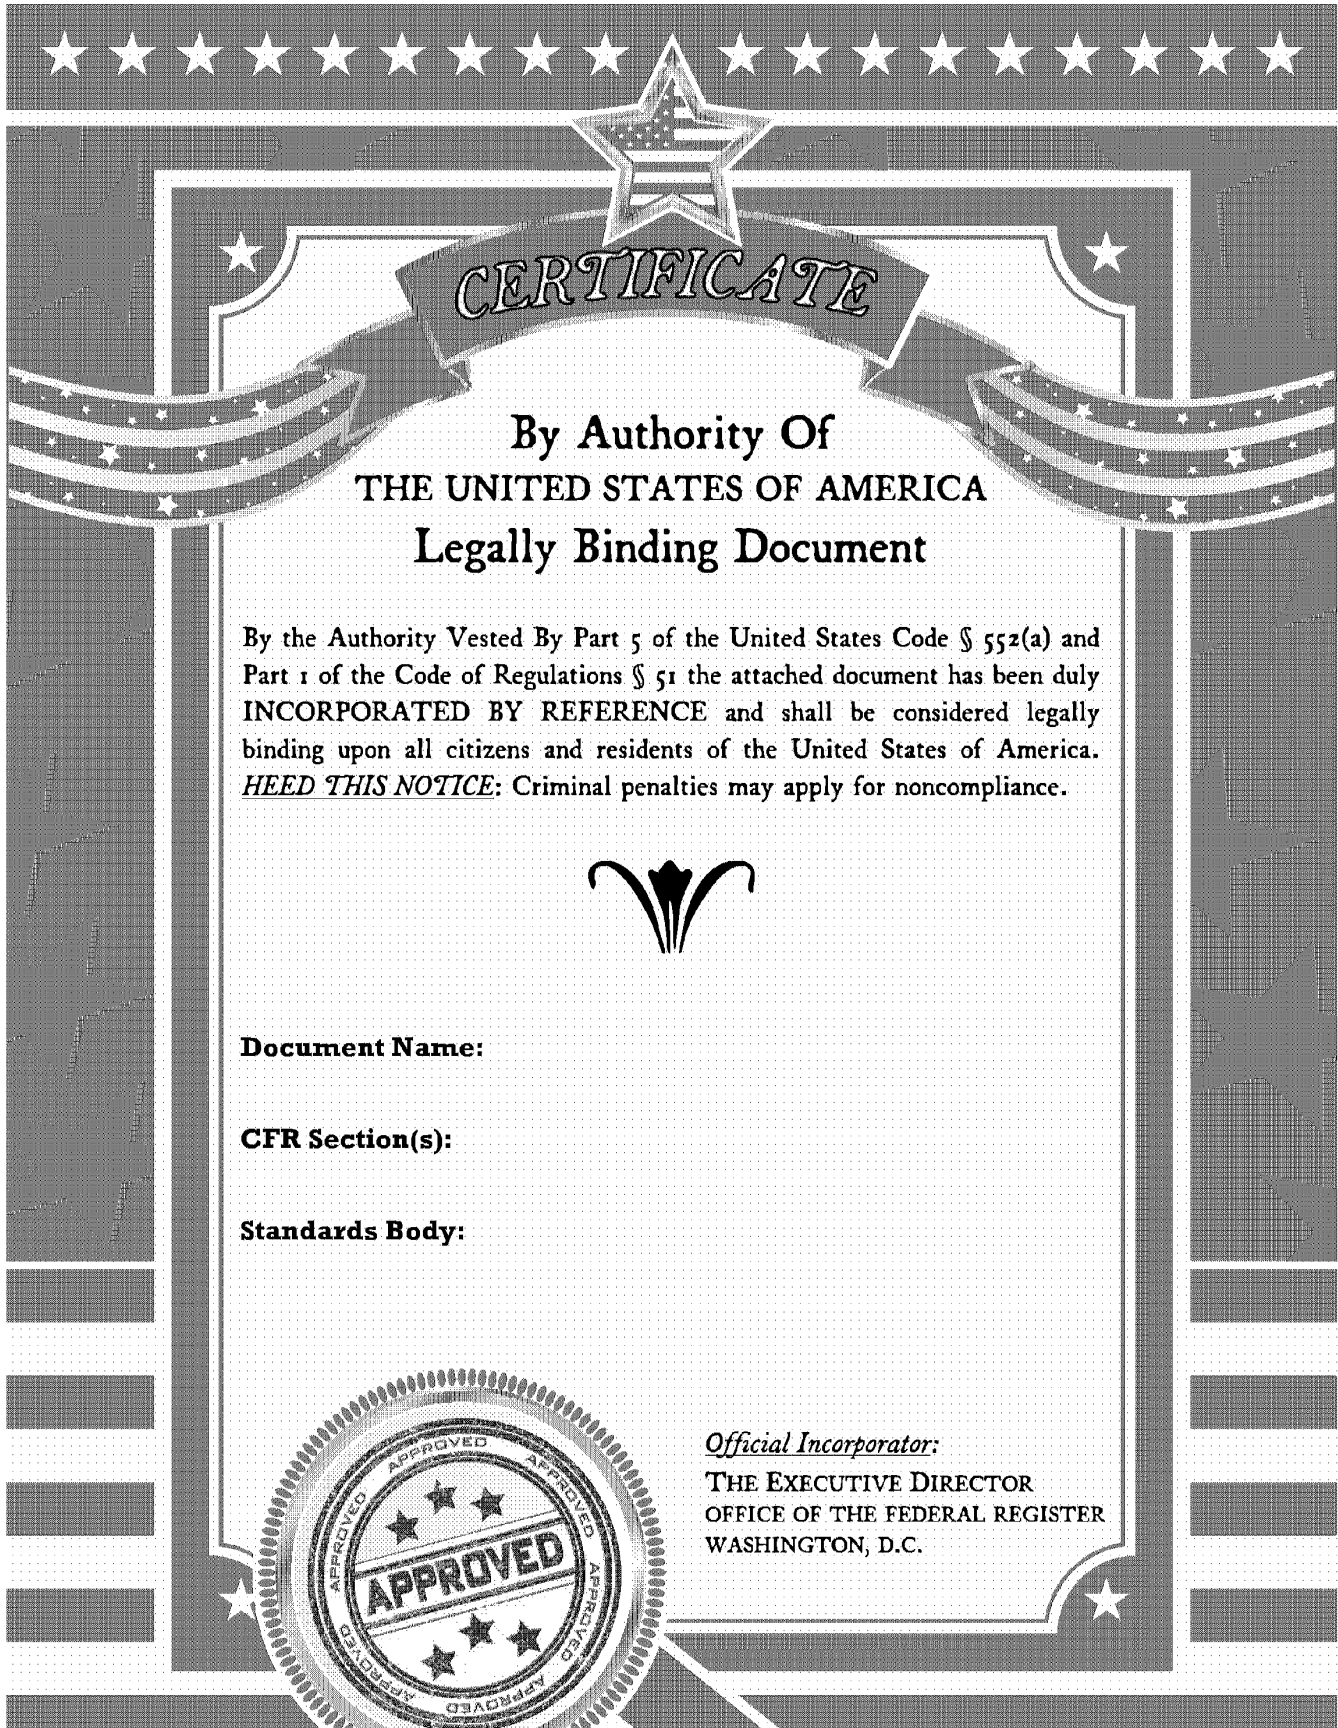 CERTIFICATE
By Authority Of
THE UNITED STATES OF AMERICA
Legally Binding Document
By the Authority Vested By Part 5 of the United States Code § 552(a) and
Part 1 of the Code of Regulations § 51 the attached document has been duly
INCORPORATED BY REFERENCE and shall be considered legally
binding upon all citizens and residents of the United States of America.
HEED THIS NOTICE: Criminal penalties may apply for noncompliance.
Document Name:
CFR Section(s):
Standards Body:
Official Incorporator:
THE EXECUTIVE DIRECTOR
OFFICE OF THE FEDERAL REGISTER
WASHINGTON, D.C.
APPROVED
APPROVED
APPROVED
APPROVED
APPROVED
APPROVED
APPROVED
APPROVED
APPROVED